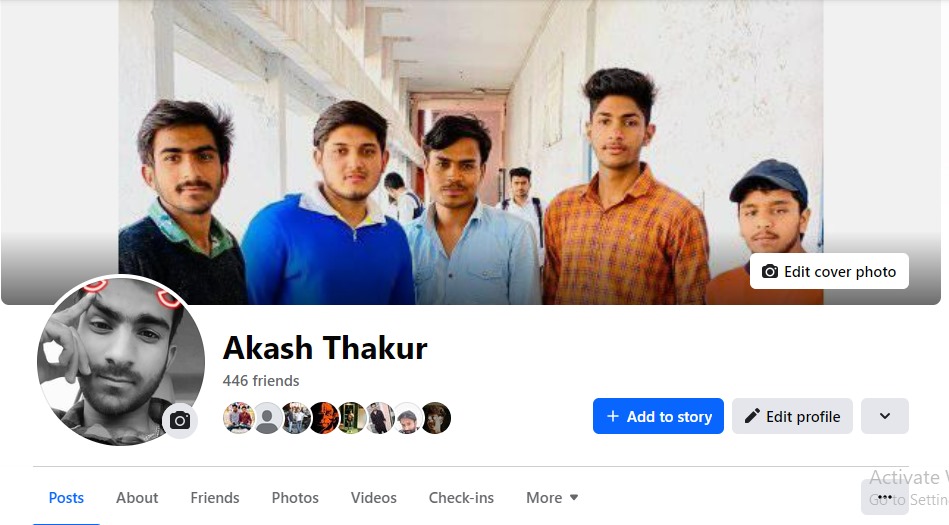 Edit cover photo
Akash Thakur
446 friends
+ Add to story
Edit profile
Posts
About
Friends
Photos
Videos
Check-ins
More
Activate
Go to Settin